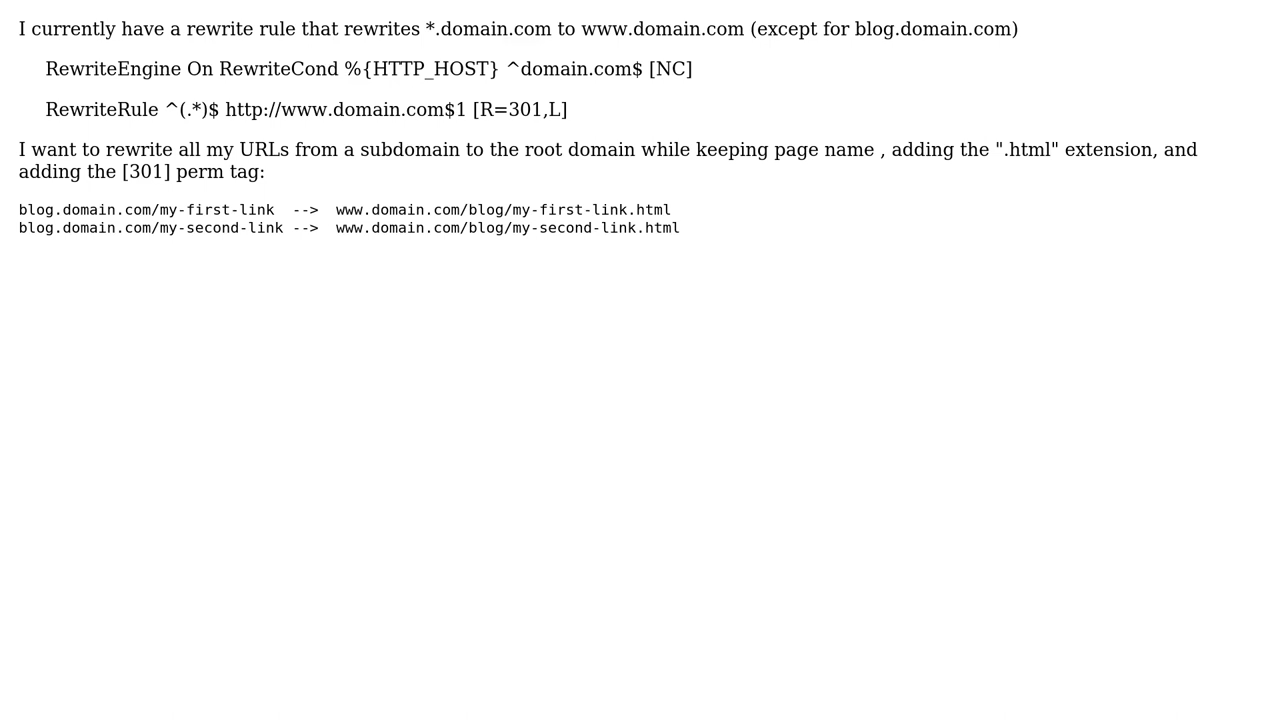 I currently have a rewrite rule that rewrites *.domain.com to www.domain.com (except for blog.domain.com)
RewriteEngine On RewriteCond %{HTTP_HOST} ^domain.com$ [NC]
RewriteRule ^(.*)$ http://www.domain.com$1 [R=301,L]
I want to rewrite all my URLs from a subdomain to the root domain while keeping page name , adding the ".html" extension, and
adding the [301] perm tag:
blog.domain.com/my-first-link  -->  www.domain.com/blog/my-first-link.html
blog.domain.com/my-second-link -->  www.domain.com/blog/my-second-link.html